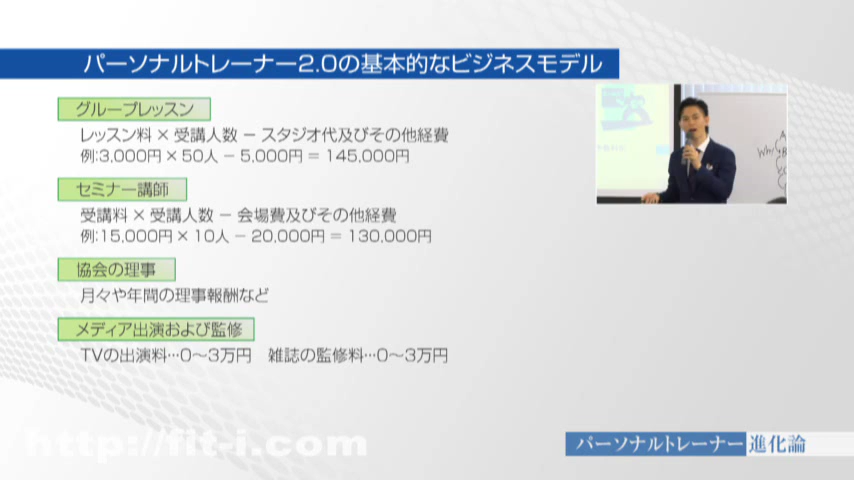 パーソナルトレーナー2.0の基本的なビジネスモデル
グループレッスン
レッスン料 × 受講人数 － スタジオ代及びその他経費
例:3,000円 × 50人 － 5,000円 ＝ 145,000円
セミナー講師
受講料 × 受講人数 － 会場費及びその他経費
例:15,000円 × 10人 － 20,000円 ＝ 130,000円
協会の理事
月々や年間の理事報酬など
メディア出演および監修
TVの出演料…0～3万円　雑誌の監修料…0～3万円
Why
http://fit-i.com
パーソナルトレーナー進化論